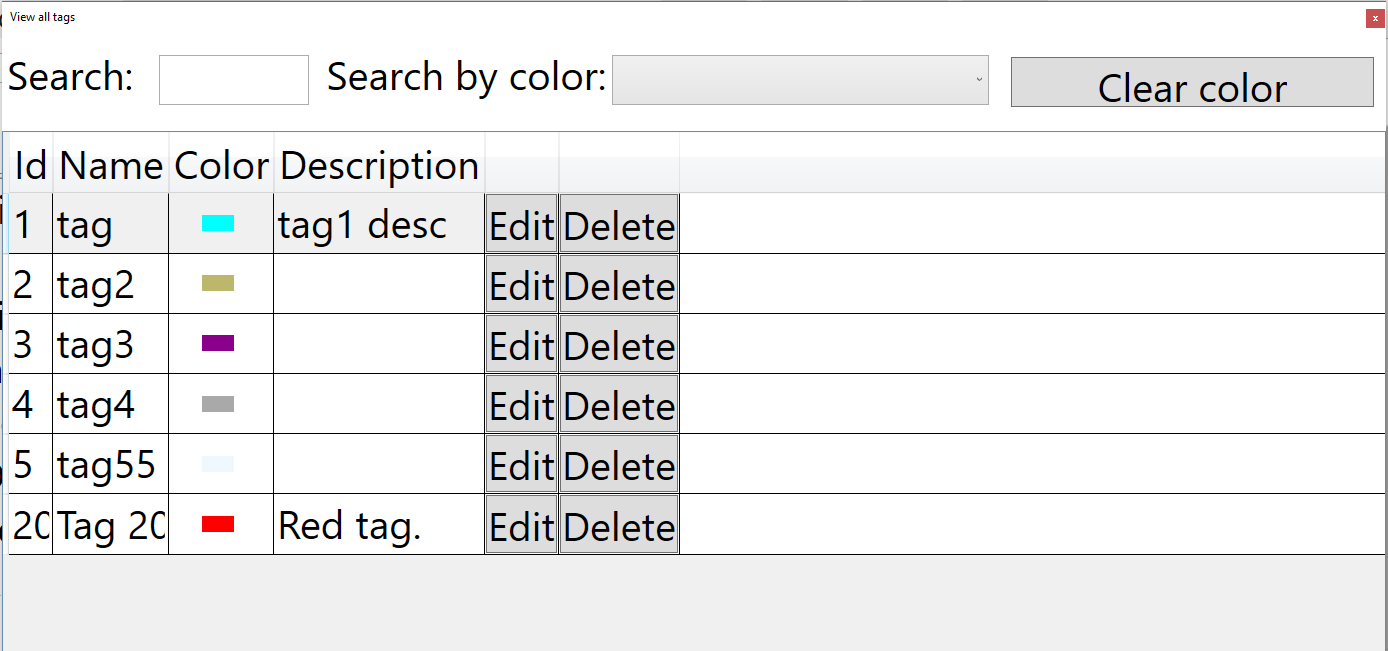 View all tags
x
Search: Search by color: Clear color
Id Name Color Description
1 tag tag1 desc Edit Delete
2 tag2 Edit Delete
3 tag3 Edit Delete
4 tag4 Edit Delete
5 tag55 Edit Delete
20 Tag 20 Red tag. Edit Delete